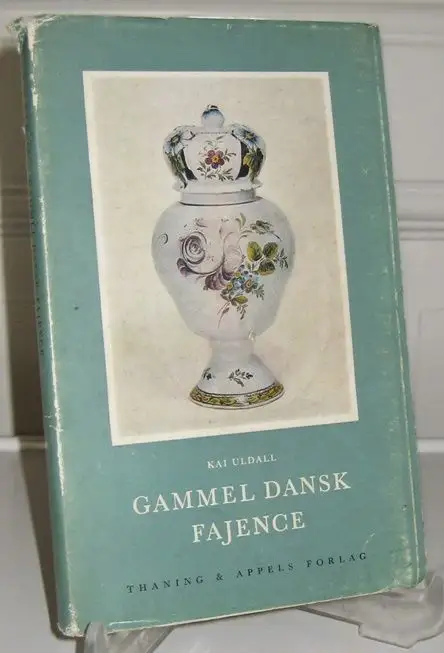 KAI ULDALL
GAMMEL DANSK
FAJENCE
THANING & APPELS FORLAG